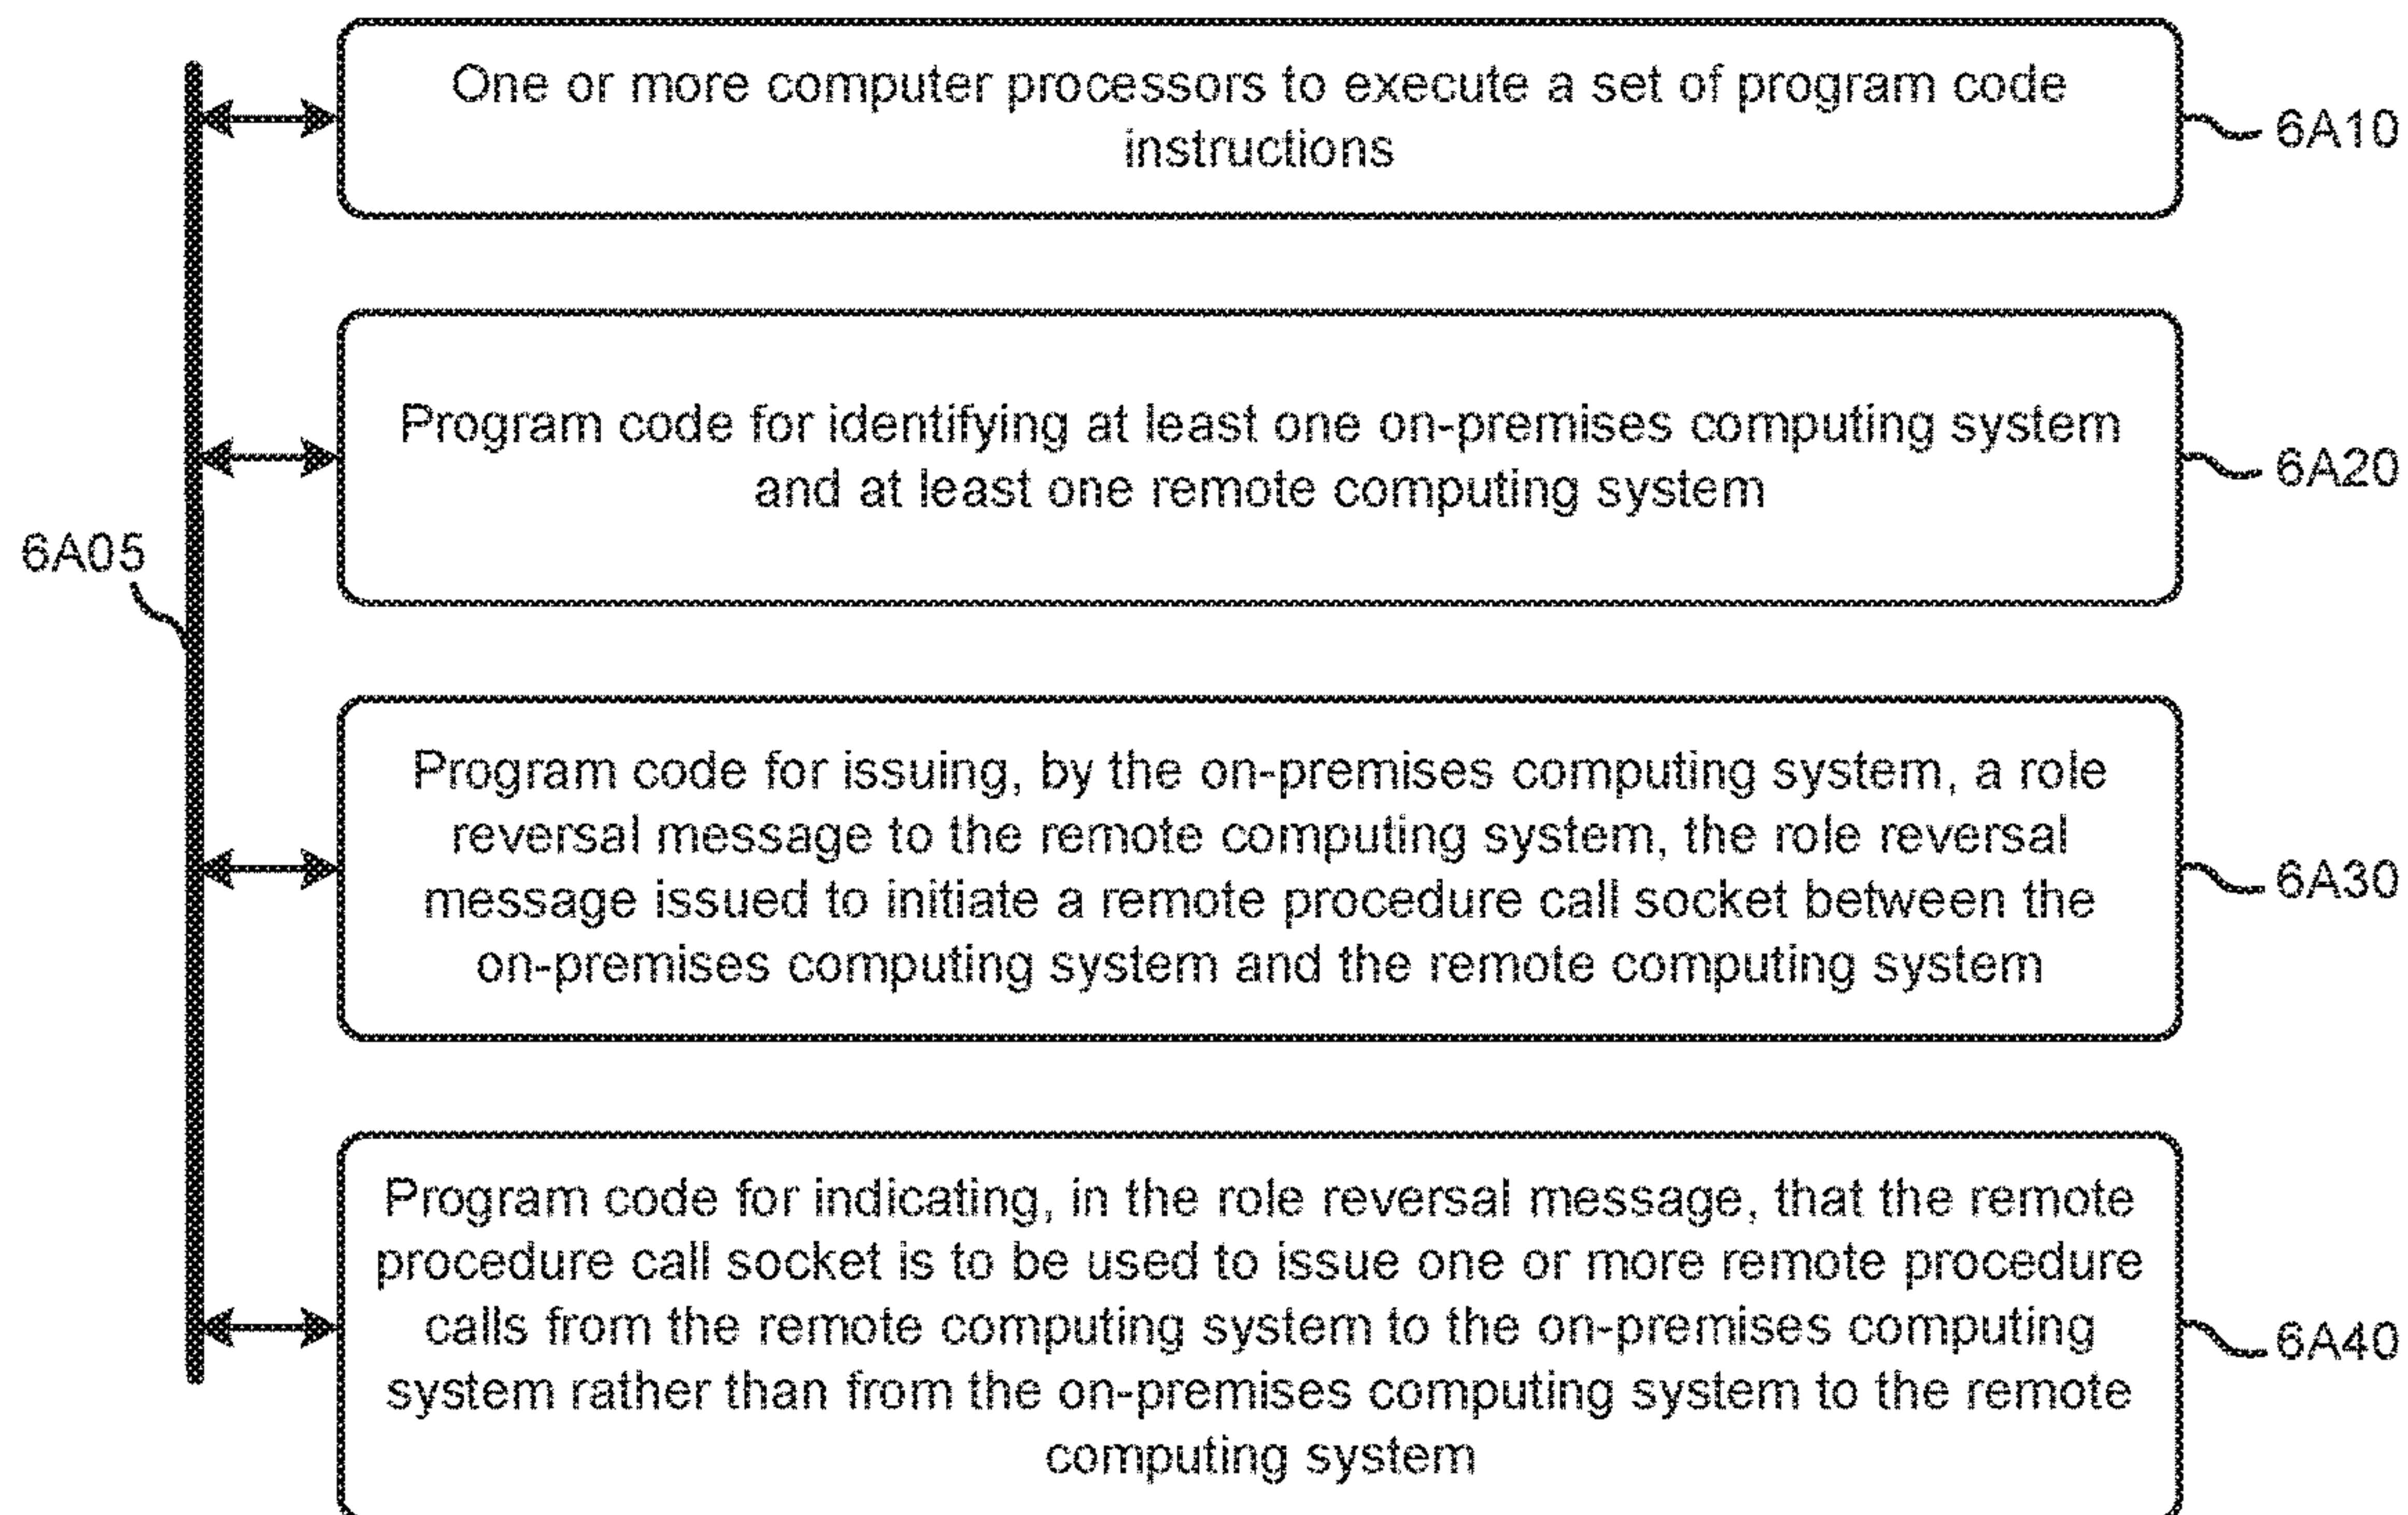 One or more computer processors to execute a set of program code
instructions
6A10
Program code for identifying at least one on-premises computing system
and at least one remote computing system
6A20
6A05
Program code for issuing, by the on-premises computing system, a role
reversal message to the remote computing system, the role reversal
message issued to initiate a remote procedure call socket between the
on-premises computing system and the remote computing system
6A30
Program code for indicating, in the role reversal message, that the remote
procedure call socket is to be used to issue one or more remote procedure
calls from the remote computing system to the on-premises computing
system rather than from the on-premises computing system to the remote
computing system
6A40